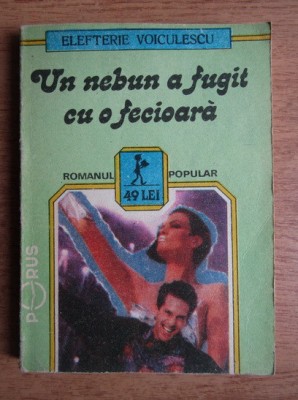 ELEFTERIE VOICULESCU
Un nebun a fugit
cu o fecioară
ROMANUL POPULAR
49 LEI
PORUS